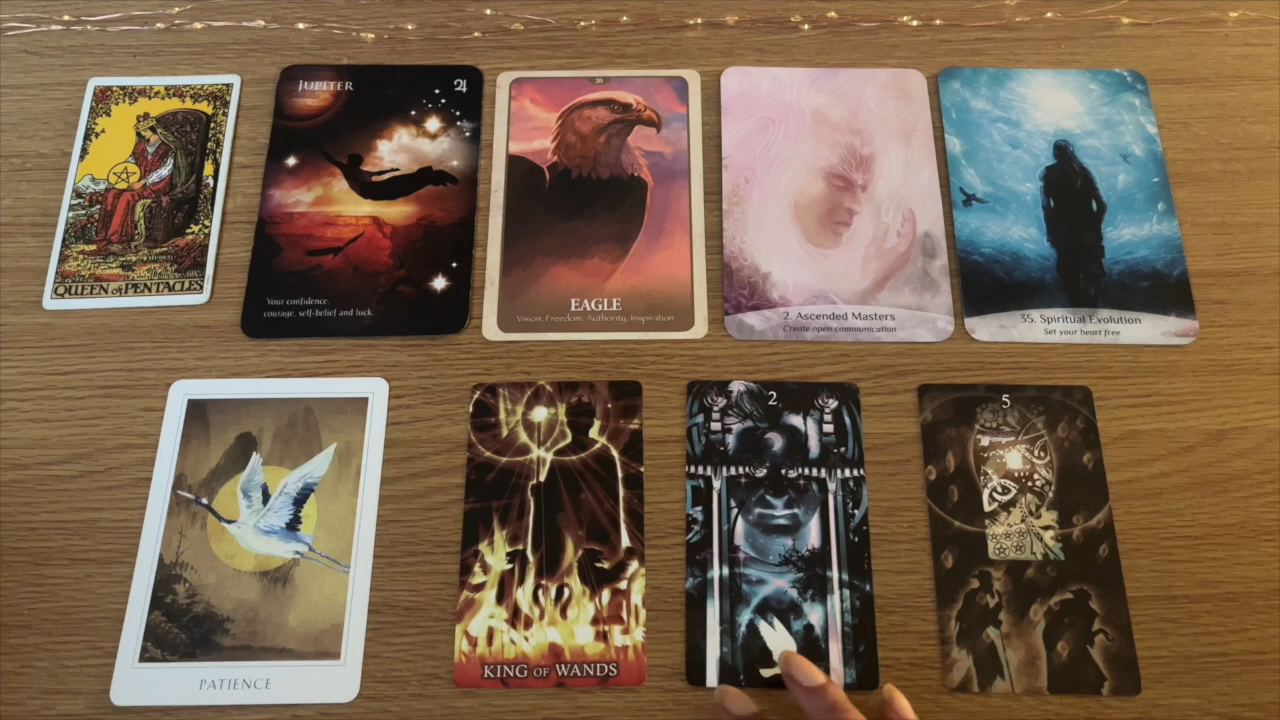 QUEEN of PENTACLES
JUPITER
♃
Your confidence.
courage, self-belief and luck.
20
EAGLE
Vision, Freedom, Authority, Inspiration
2. Ascended Masters
Create open communication
35. Spiritual Evolution
Set your heart free
PATIENCE
KING OF WANDS
2
5